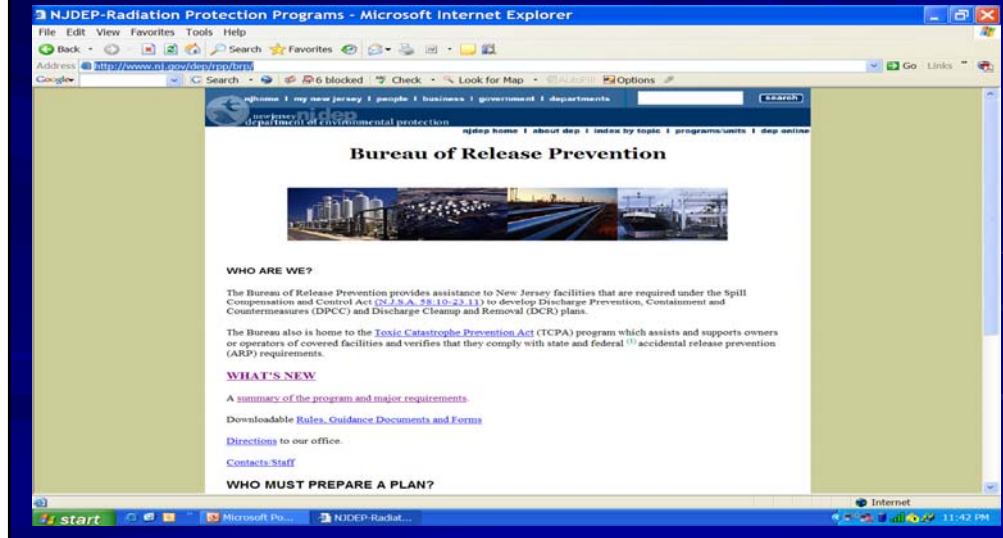 NJDEP-Radiation Protection Programs - Microsoft Internet Explorer
File Edit View Favorites Tools Help
Back Search Favorites
Address http://www.nj.gov/dep/rpp/brp/ Go Links
Google Search 6 blocked Check Look for Map AutoFill Options
njhome | my new jersey | people | business | government | departments search
new jersey njdep
department of environmental protection
njdep home | about dep | index by topic | programs/units | dep online
Bureau of Release Prevention
WHO ARE WE?
The Bureau of Release Prevention provides assistance to New Jersey facilities that are required under the Spill
Compensation and Control Act (N.J.S.A. 58:10-23.11) to develop Discharge Prevention, Containment and
Countermeasures (DPCC) and Discharge Cleanup and Removal (DCR) plans.
The Bureau also is home to the Toxic Catastrophe Prevention Act (TCPA) program which assists and supports owners
or operators of covered facilities and verifies that they comply with state and federal (1) accidental release prevention
(ARP) requirements.
WHAT'S NEW
A summary of the program and major requirements.
Downloadable Rules, Guidance Documents and Forms
Directions to our office.
Contacts/Staff
WHO MUST PREPARE A PLAN?
Internet
start Microsoft Po... NJDEP-Radiat... 11:42 PM